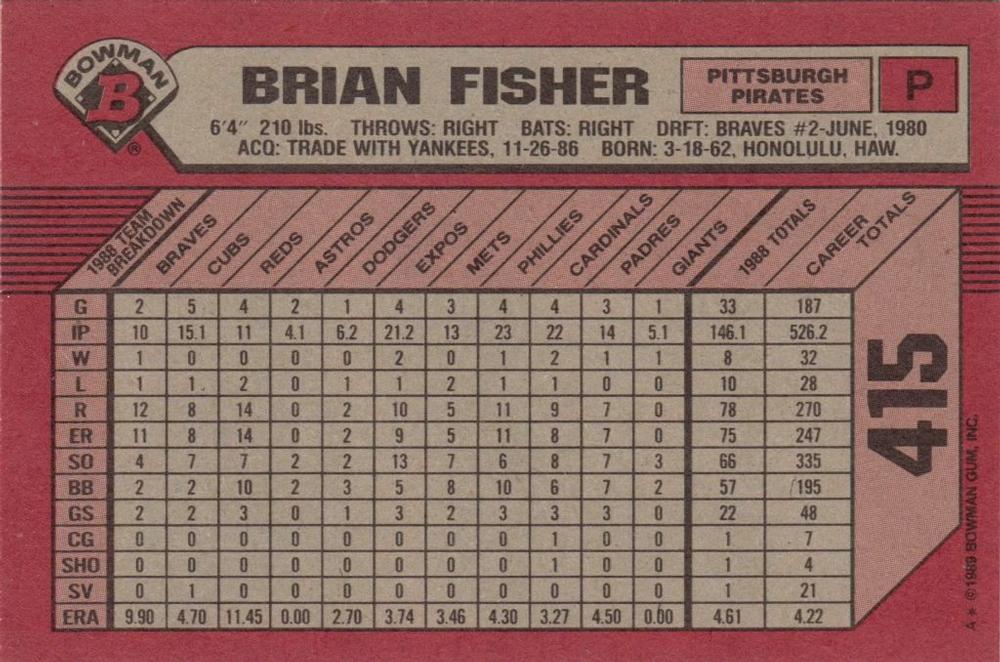 BOWMAN
B
®
BRIAN FISHER
PITTSBURGH
PIRATES
P
6'4" 210 lbs. THROWS: RIGHT BATS: RIGHT DRFT: BRAVES #2-JUNE, 1980
ACQ: TRADE WITH YANKEES, 11-26-86 BORN: 3-18-62, HONOLULU, HAW.
1988 TEAM BREAKDOWN BRAVES CUBS REDS ASTROS DODGERS EXPOS METS PHILLIES CARDINALS PADRES GIANTS 1988 TOTALS CAREER TOTALS
G 2 5 4 2 1 4 3 4 4 3 1 33 187
IP 10 15.1 11 4.1 6.2 21.2 13 23 22 14 5.1 146.1 526.2
W 1 0 0 0 0 2 0 1 2 1 1 8 32
L 1 1 2 0 1 1 2 1 1 0 0 10 28
R 12 8 14 0 2 10 5 11 9 7 0 78 270
ER 11 8 14 0 2 9 5 11 8 7 0 75 247
SO 4 7 7 2 2 13 7 6 8 7 3 66 335
BB 2 2 10 2 3 5 8 10 6 7 2 57 195
GS 2 2 3 0 1 3 2 3 3 3 0 22 48
CG 0 0 0 0 0 0 0 0 1 0 0 1 7
SHO 0 0 0 0 0 0 0 0 1 0 0 1 4
SV 0 1 0 0 0 0 0 0 0 0 0 1 21
ERA 9.90 4.70 11.45 0.00 2.70 3.74 3.46 4.30 3.27 4.50 0.00 4.61 4.22
415
A * ©1989 BOWMAN GUM, INC.